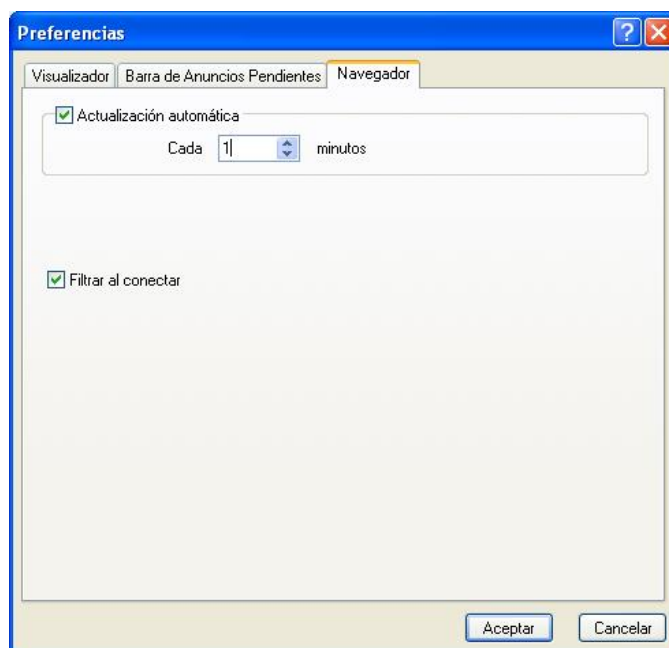 Preferencias
Visualizador Barra de Anuncios Pendientes Navegador
Actualización automática
Cada 1 minutos
Filtrar al conectar
Aceptar Cancelar